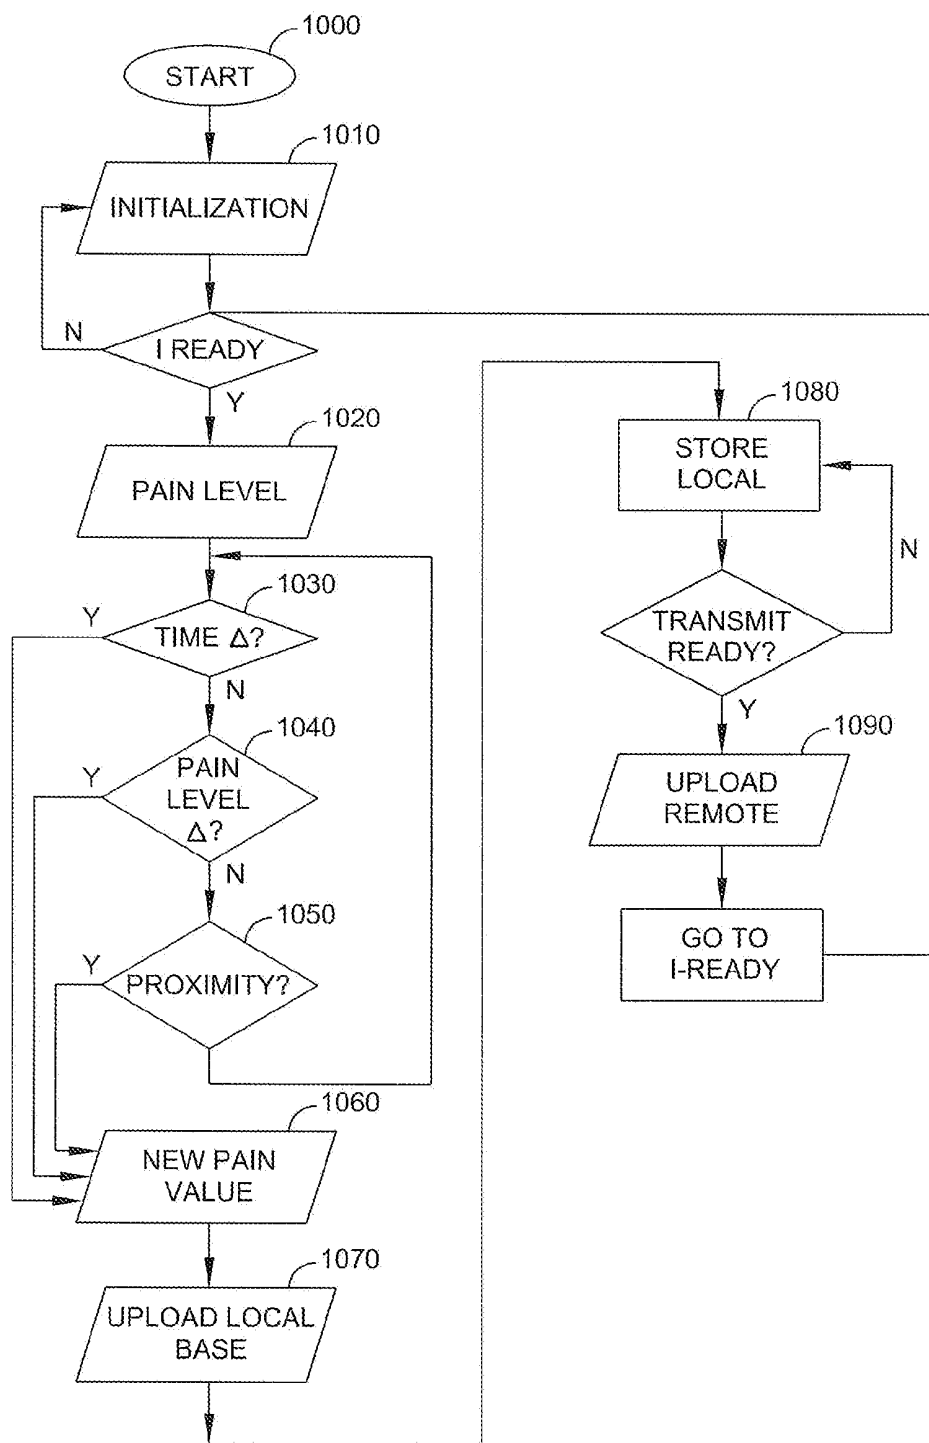 1000
START
1010
INITIALIZATION
N
I READY
Y
1020
PAIN LEVEL
1030
Y
TIME Δ?
N
1040
Y
PAIN
LEVEL
Δ?
N
1050
Y
PROXIMITY?
1060
NEW PAIN
VALUE
1070
UPLOAD LOCAL
BASE
1080
STORE
LOCAL
N
TRANSMIT
READY?
Y
1090
UPLOAD
REMOTE
GO TO
I-READY